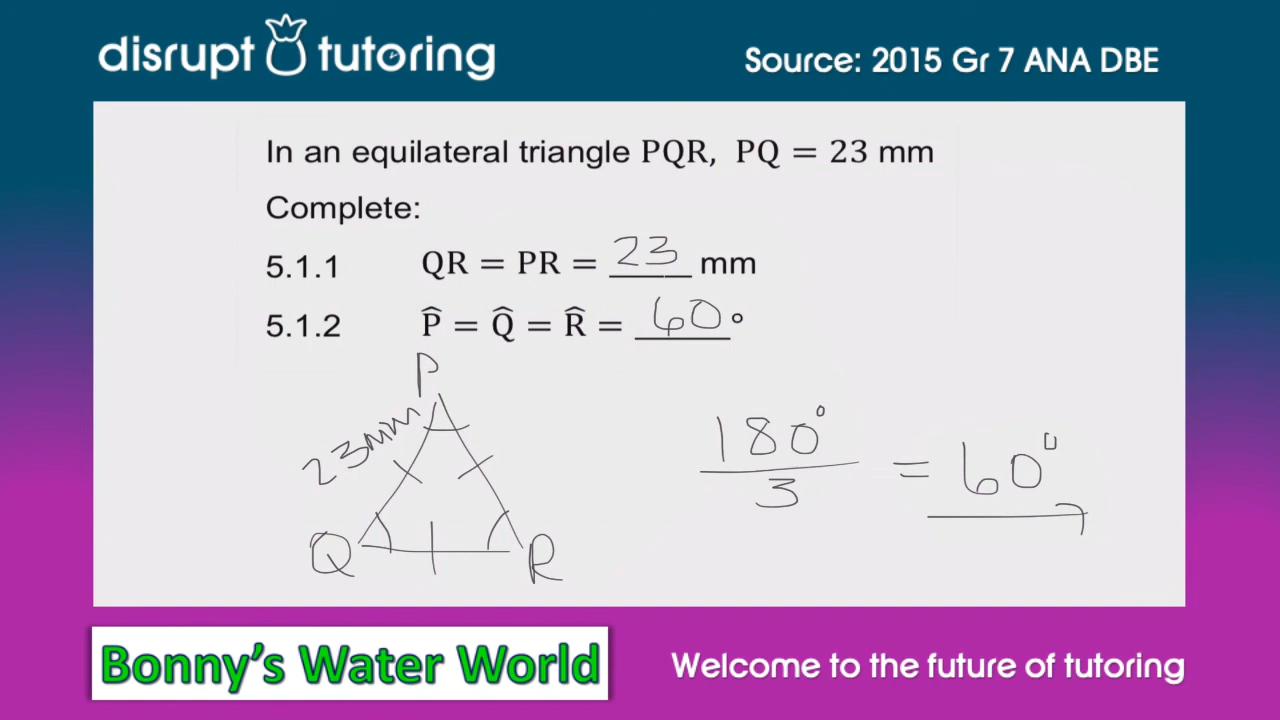 disrupt tutoring
Source: 2015 Gr 7 ANA DBE
In an equilateral triangle PQR, PQ = 23 mm
Complete:
5.1.1 QR = PR = 23 mm
5.1.2 P̂ = Q̂ = R̂ = 60°
P
23mm
Q
R
180°
3
= 60°
Bonny's Water World
Welcome to the future of tutoring